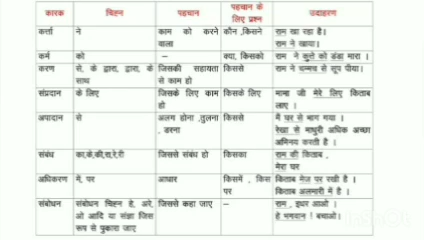 कारक चिह्न पहचान पहचान के लिए प्रश्न उदाहरण
कर्त्ता ने काम को करने वाला कौन ,किसने राम खा रहा है।
राम ने खाया।
कर्म को – क्या, किसको राम ने कुत्ते को डंडा मारा ।
करण से, के द्वारा, द्वारा, के साथ जिसकी सहायता से काम हो किससे राम ने चम्मच से सूप पीया।
संप्रदान के लिए जिसके लिए काम हो किसके लिए मामा जी मेरे लिए किताब लाए ।
अपादान से अलग होना ,तुलना , डरना किससे मैं घर से भाग गया ।
रेखा से माधुरी अधिक अच्छा अभिनय करती है ।
संबंध का,के,की,रा,रे,री जिससे संबंध हो किसका राम की किताब ,
मेरा घर
अधिकरण में, पर आधार किसमें , किस पर किताब मेज पर रखी है ।
किताब अलमारी में है ।
संबोधन संबोधन चिह्न हे, अरे, ओ आदि या संज्ञा जिस रूप से पुकारा जाए जिससे कहा जाए – राम , इधर आओ ।
हे भगवान ! बचाओ।